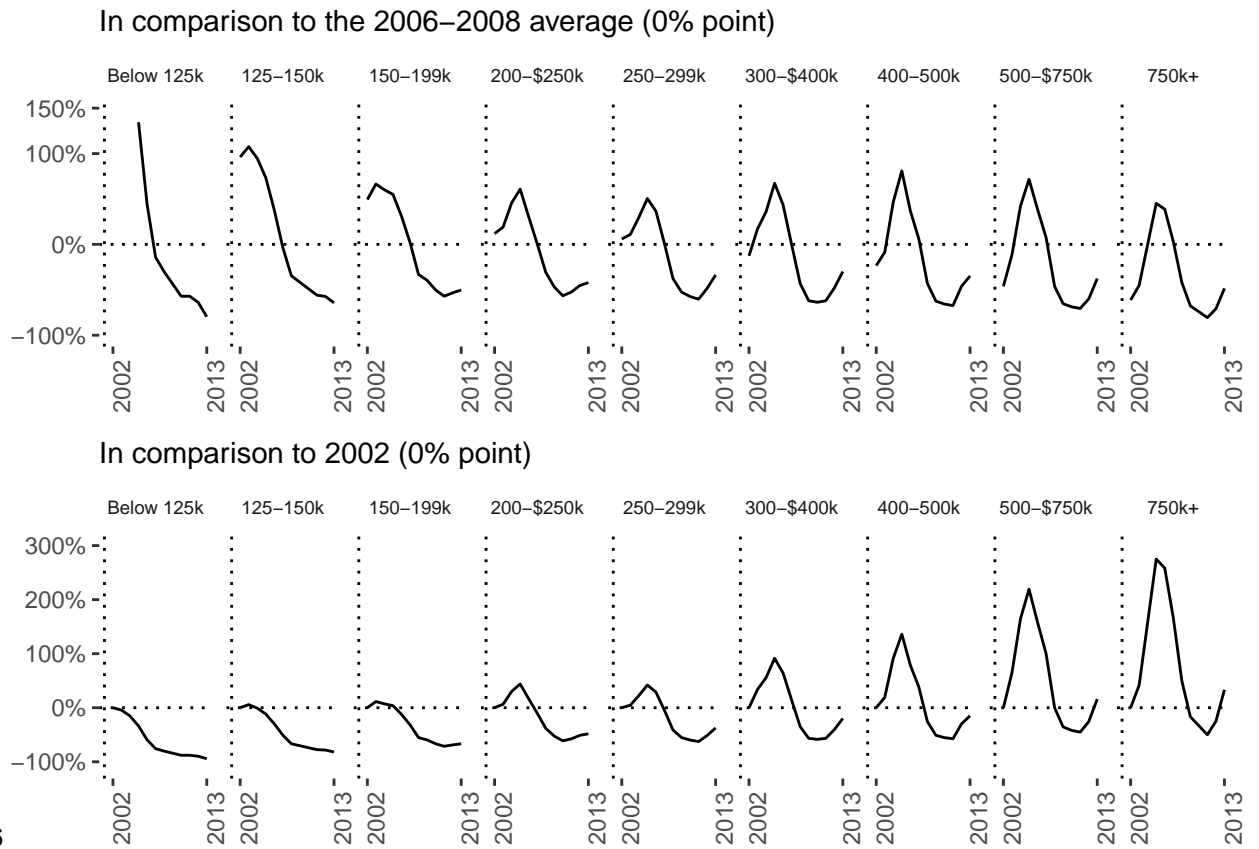 In comparison to the 2006−2008 average (0% point)
Below 125k 125−150k 150−199k 200−$250k 250−299k 300−$400k 400−500k 500−$750k 750k+
150%
100%
0%
−100%
2002 2013 2002 2013 2002 2013 2002 2013 2002 2013 2002 2013 2002 2013 2002 2013 2002 2013
In comparison to 2002 (0% point)
Below 125k 125−150k 150−199k 200−$250k 250−299k 300−$400k 400−500k 500−$750k 750k+
300%
200%
100%
0%
−100%
2002 2013 2002 2013 2002 2013 2002 2013 2002 2013 2002 2013 2002 2013 2002 2013 2002 2013